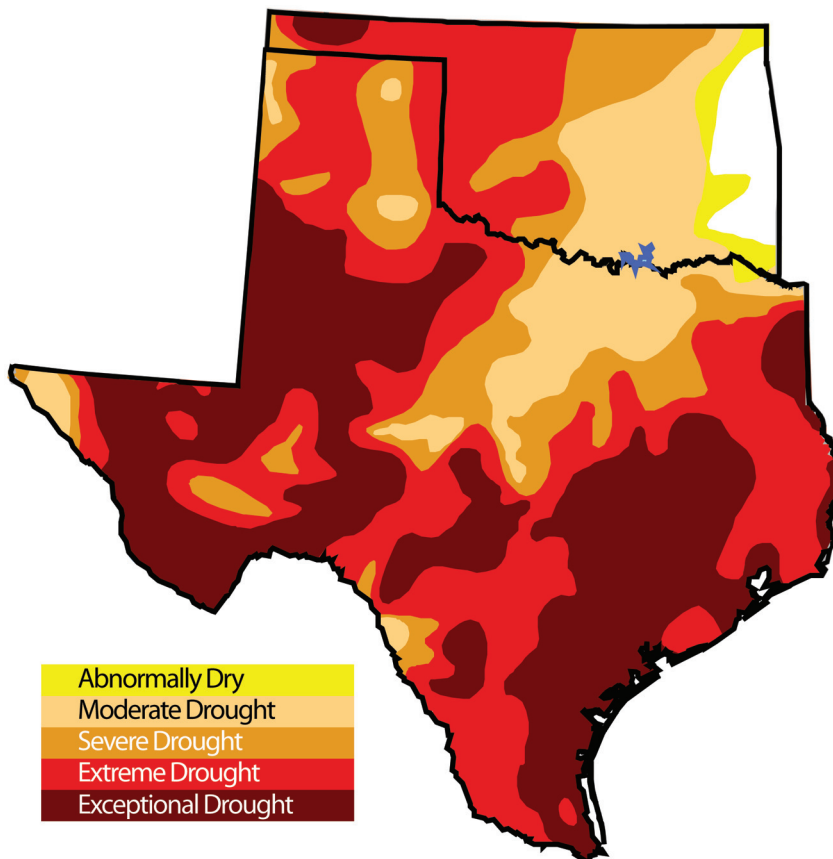 Abnormally Dry
Moderate Drought
Severe Drought
Extreme Drought
Exceptional Drought